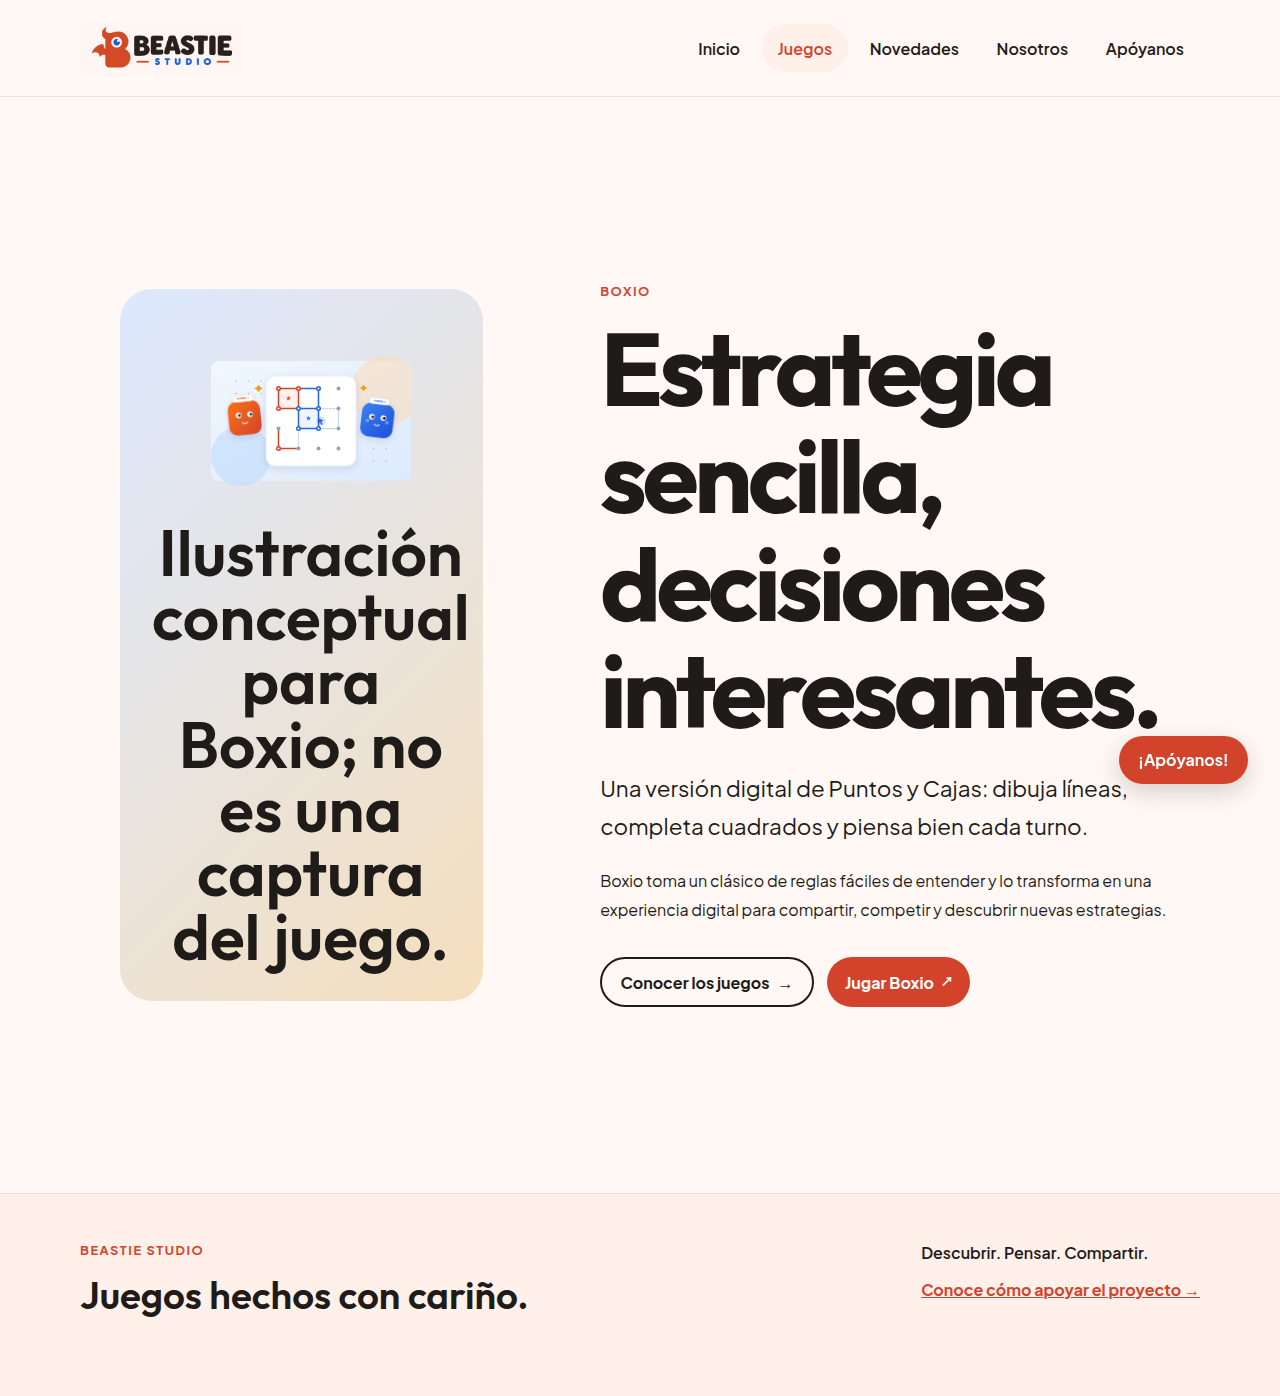 BEASTIE
STUDIO
Inicio
Juegos
Novedades
Nosotros
Apóyanos
Ilustración
conceptual
para
Boxio; no
es una
captura
del juego.
BOXIO
Estrategia
sencilla,
decisiones
interesantes.
¡Apóyanos!
Una versión digital de Puntos y Cajas: dibuja líneas,
completa cuadrados y piensa bien cada turno.
Boxio toma un clásico de reglas fáciles de entender y lo transforma en una
experiencia digital para compartir, competir y descubrir nuevas estrategias.
Conocer los juegos →
Jugar Boxio ↗
BEASTIE STUDIO
Juegos hechos con cariño.
Descubrir. Pensar. Compartir.
Conoce cómo apoyar el proyecto →